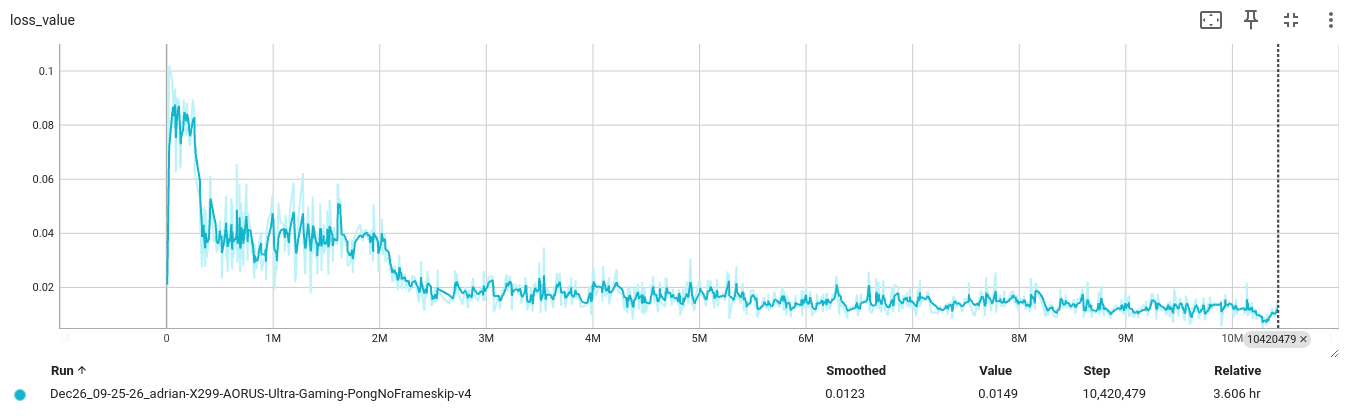 loss_value
0.1
0.08
0.06
0.04
0.02
0 1M 2M 3M 4M 5M 6M 7M 8M 9M 10M 10420479 ×
Run ↑ Smoothed Value Step Relative
Dec26_09-25-26_adrian-X299-AORUS-Ultra-Gaming-PongNoFrameskip-v4 0.0123 0.0149 10,420,479 3.606 hr